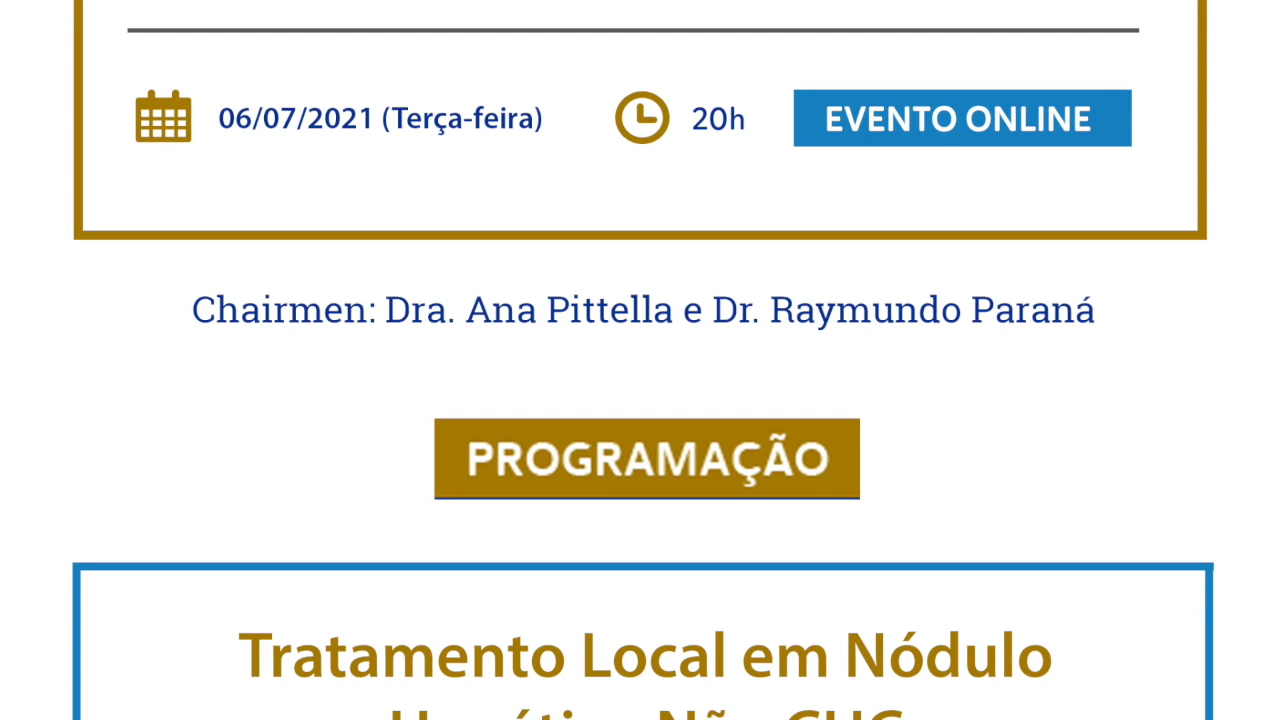 06/07/2021 (Terça-feira) 20h EVENTO ONLINE
Chairmen: Dra. Ana Pittella e Dr. Raymundo Paraná
PROGRAMAÇÃO
Tratamento Local em Nódulo